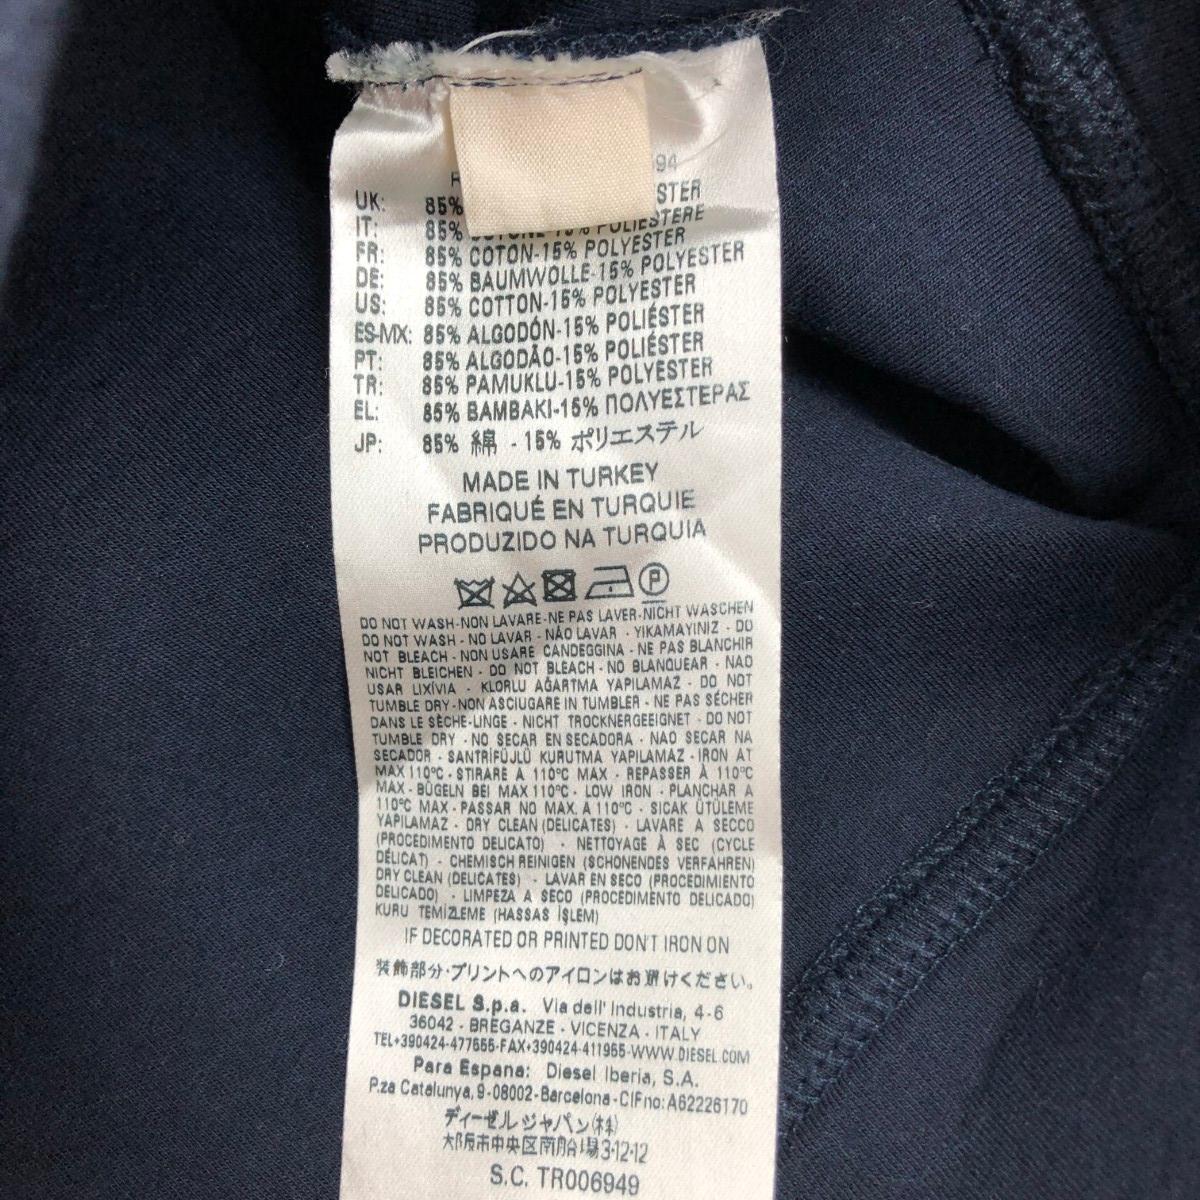 94
UK: 85% STER
IT: 85% COTONE-15% POLIESTERE
FR: 85% COTON-15% POLYESTER
DE: 85% BAUMWOLLE-15% POLYESTER
US: 85% COTTON-15% POLYESTER
ES-MX: 85% ALGODÓN-15% POLIÉSTER
PT: 85% ALGODÃO-15% POLIÉSTER
TR: 85% PAMUKLU-15% POLYESTER
EL: 85% ΒΑΜΒΑΚΙ-15% ΠΟΛΥΕΣΤΕΡΑΣ
JP: 85% 綿 - 15% ポリエステル
MADE IN TURKEY
FABRIQUÉ EN TURQUIE
PRODUZIDO NA TURQUIA
P
DO NOT WASH-NON LAVARE-NE PAS LAVER-NICHT WASCHEN
DO NOT WASH - NO LAVAR - NÃO LAVAR - YIKAMAYINIZ - DO
NOT BLEACH - NON USARE CANDEGGINA - NE PAS BLANCHIR
NICHT BLEICHEN - DO NOT BLEACH - NO BLANQUEAR - NAO
USAR LIXÍVIA - KLORLU AĞARTMA YAPILAMAZ - DO NOT
TUMBLE DRY-NON ASCIUGARE IN TUMBLER - NE PAS SÉCHER
DANS LE SÈCHE-LINGE - NICHT TROCKNERGEEIGNET - DO NOT
TUMBLE DRY - NO SECAR EN SECADORA - NAO SECAR NA
SECADOR - SANTRİFÜJLÜ KURUTMA YAPILAMAZ - IRON AT
MAX 110°C - STIRARE A 110°C MAX - REPASSER À 110°C
MAX - BÜGELN BEI MAX 110°C - LOW IRON - PLANCHAR A
110°C MAX - PASSAR NO MAX. A 110°C - SICAK ÜTÜLEME
YAPILAMAZ - DRY CLEAN (DELICATES) - LAVARE A SECCO
(PROCEDIMENTO DELICATO) - NETTOYAGE À SEC (CYCLE
DÉLICAT) - CHEMISCH REINIGEN (SCHONENDES VERFAHREN)
DRY CLEAN (DELICATES) - LAVAR EN SECO (PROCEDIMIENTO
DELICADO) - LIMPEZA A SECO (PROCEDIMENTO DELICADO)
KURU TEMİZLEME (HASSAS İŞLEM)
IF DECORATED OR PRINTED DON'T IRON ON
装飾部分・プリントへのアイロンはお避けください。
DIESEL S.p.a. Via dell' Industria, 4-6
36042 - BREGANZE - VICENZA - ITALY
TEL+390424-477555-FAX+390424-411955-WWW.DIESEL.COM
Para Espana: Diesel Iberia, S.A.
P.za Catalunya, 9-08002-Barcelona-CIFno: A62226170
ディーゼルジャパン(株)
大阪市中央区南船場3-12-12
S.C. TR006949